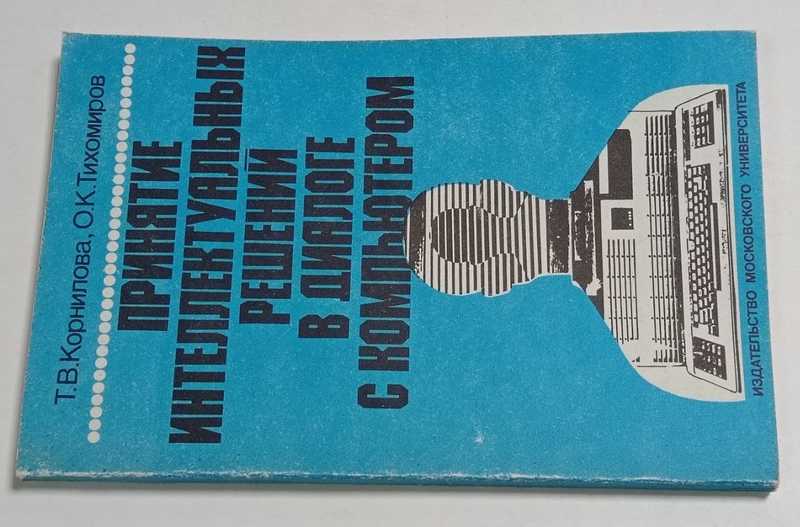 Т.В.Корнилова, О.К.Тихомиров
ПРИНЯТИЕ
ИНТЕЛЛЕКТУАЛЬНЫХ
РЕШЕНИЙ
В ДИАЛОГЕ
С КОМПЬЮТЕРОМ
ИЗДАТЕЛЬСТВО МОСКОВСКОГО УНИВЕРСИТЕТА